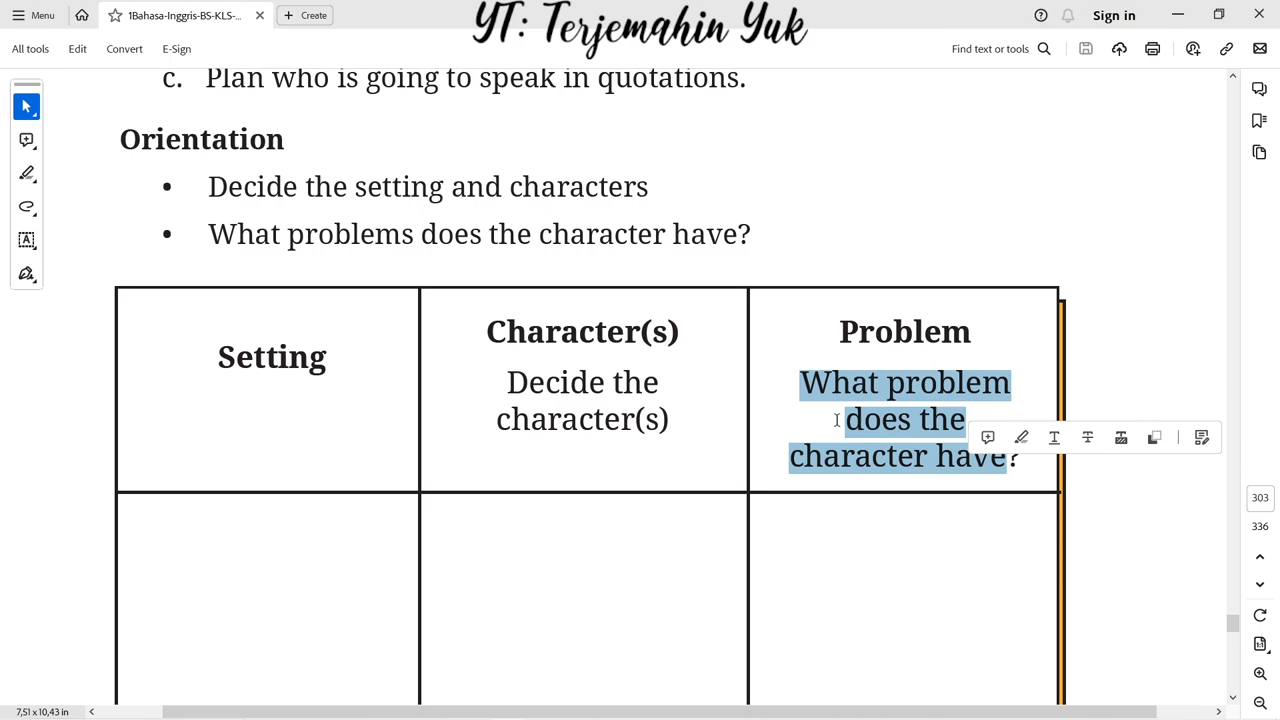 Menu
1Bahasa-Inggris-BS-KLS-...
Create
YT: Terjemahin Yuk
Sign in
All tools Edit Convert E-Sign
Find text or tools
c. Plan who is going to speak in quotations.
Orientation
• Decide the setting and characters
• What problems does the character have?
Setting
Character(s)
Decide the
character(s)
Problem
What problem
does the
character have?
303
336
7,51 x 10,43 in